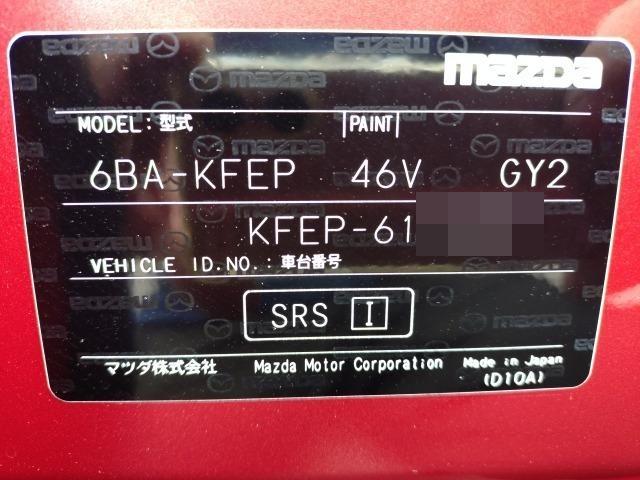 mazda
MODEL: 型式 PAINT
6BA-KFEP 46V GY2
KFEP-61
VEHICLE ID.NO.: 車台番号
SRS I
マツダ株式会社 Mazda Motor Corporation Made in Japan
(D10A)